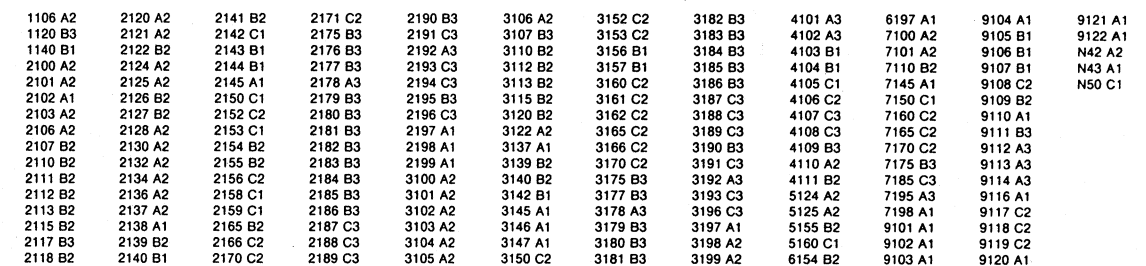 1106 A2 2120 A2 2141 B2 2171 C2 2190 B3 3106 A2 3152 C2 3182 B3 4101 A3 6197 A1 9104 A1 9121 A1
1120 B3 2121 A2 2142 C1 2175 B3 2191 C3 3107 B3 3153 C2 3183 B3 4102 A3 7100 A2 9105 B1 9122 A1
1140 B1 2122 B2 2143 B1 2176 B3 2192 A3 3110 B2 3156 B1 3184 B3 4103 B1 7101 A2 9106 B1 N42 A2
2100 A2 2124 A2 2144 B1 2177 B3 2193 C3 3112 B2 3157 B1 3185 B3 4104 B1 7110 B2 9107 B1 N43 A1
2101 A2 2125 A2 2145 A1 2178 A3 2194 C3 3113 B2 3160 C2 3186 B3 4105 C1 7145 A1 9108 C2 N50 C1
2102 A1 2126 B2 2150 C1 2179 B3 2195 B3 3115 B2 3161 C2 3187 C3 4106 C2 7150 C1 9109 B2
2103 A2 2127 B2 2152 C2 2180 B3 2196 C3 3120 B2 3162 C2 3188 C3 4107 C3 7160 C2 9110 A1
2106 A2 2128 A2 2153 C1 2181 B3 2197 A1 3122 A2 3165 C2 3189 C3 4108 C3 7165 C2 9111 B3
2107 B2 2130 A2 2154 B2 2182 B3 2198 A1 3137 A1 3166 C2 3190 B3 4109 B3 7170 C2 9112 A3
2110 B2 2132 A2 2155 B2 2183 B3 2199 A1 3139 B2 3170 C2 3191 C3 4110 A2 7175 B3 9113 A3
2111 B2 2134 A2 2156 C2 2184 B3 3100 A2 3140 B2 3175 B3 3192 A3 4111 B2 7185 C3 9114 A3
2112 B2 2136 A2 2158 C1 2185 B3 3101 A2 3142 B1 3177 B3 3193 C3 5124 A2 7195 A3 9116 A1
2113 B2 2137 A2 2159 C1 2186 B3 3102 A2 3145 A1 3178 A3 3196 C3 5125 A2 7198 A1 9117 C2
2115 B2 2138 A1 2165 B2 2187 C3 3103 A2 3146 A1 3179 B3 3197 A1 5155 B2 9101 A1 9118 C2
2117 B3 2139 B2 2166 C2 2188 C3 3104 A2 3147 A1 3180 B3 3198 A2 5160 C1 9102 A1 9119 C2
2118 B2 2140 B1 2170 C2 2189 C3 3105 A2 3150 C2 3181 B3 3199 A2 6154 B2 9103 A1 9120 A1